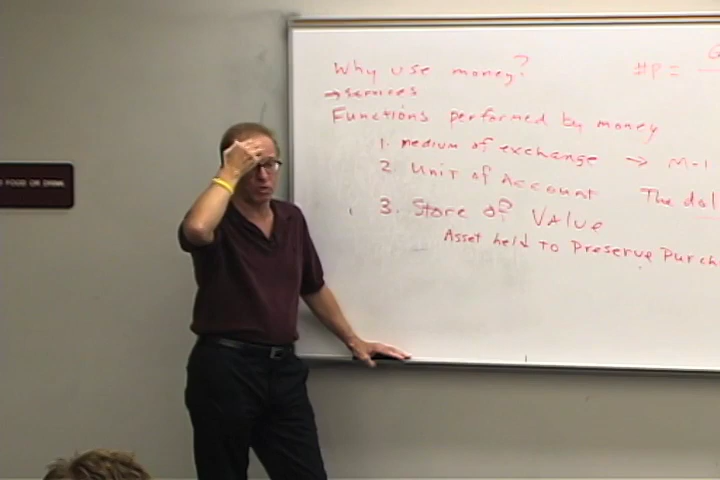 Why use money?
#P =
→ services
Functions performed by money
1. medium of exchange → M-1
2. Unit of Account The dol
3. Store of Value
Asset held to Preserve Purch
FOOD OR DRINK